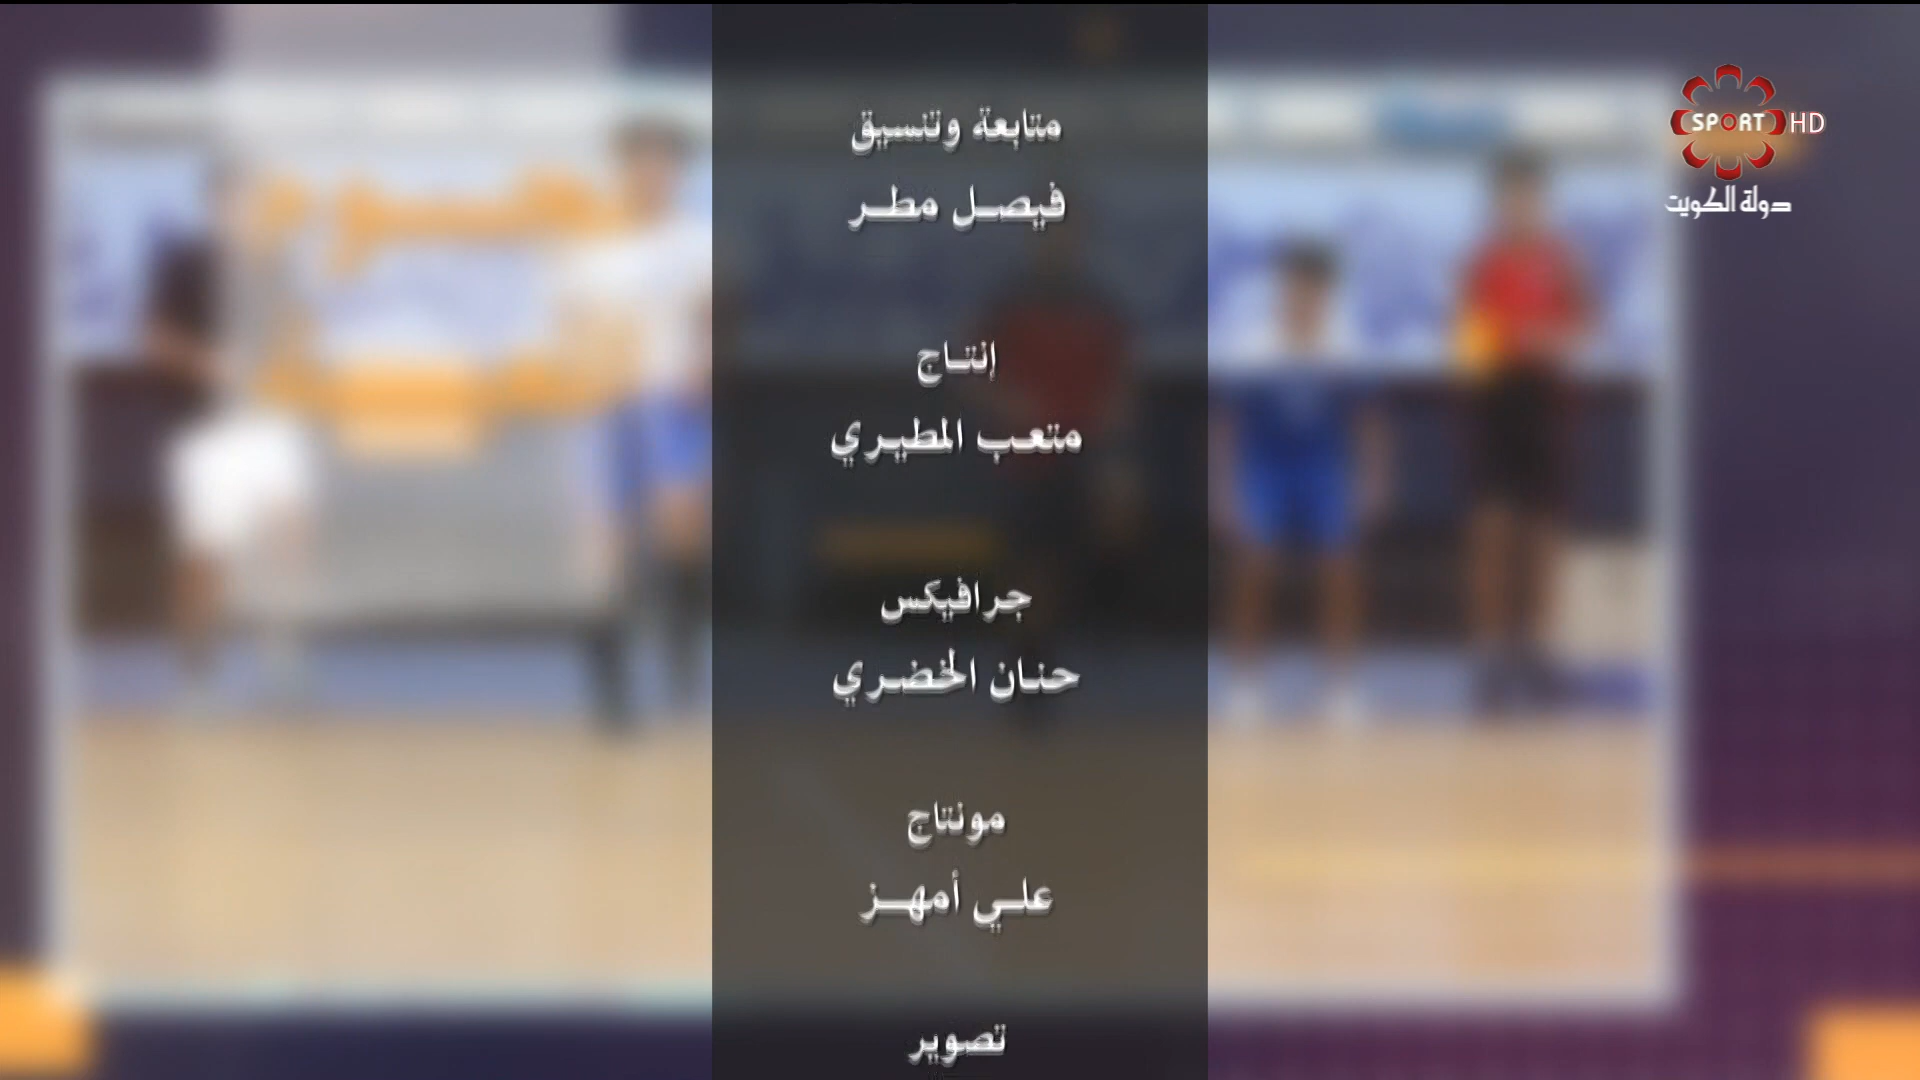 متابعة وتنسيق
فيصل مطر
إنتاج
متعب المطيري
جرافيكس
حنان الخضري
مونتاج
علي أمهز
تصوير
SPORT HD
دولة الكويت